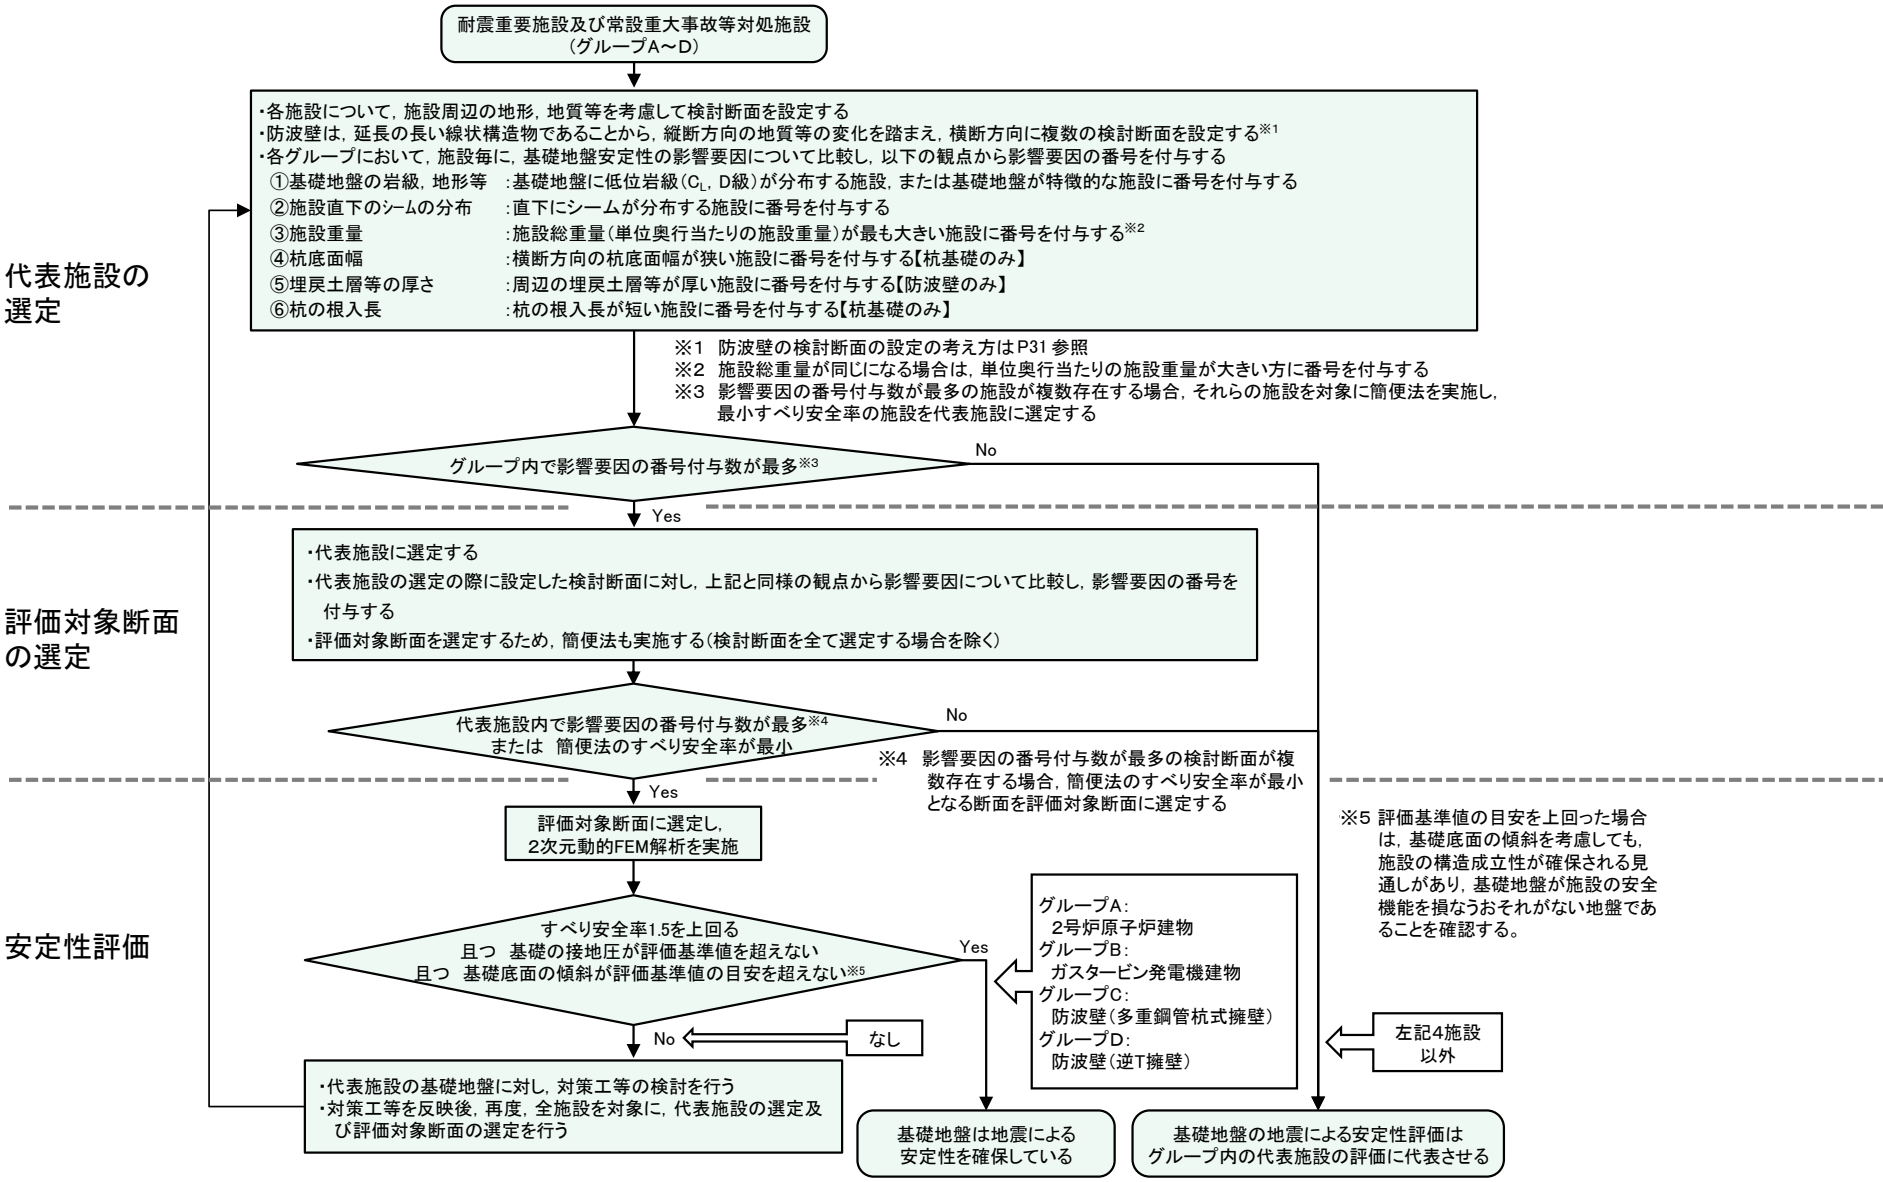 耐震重要施設及び常設重大事故等対処施設
(グループA～D)
・各施設について，施設周辺の地形，地質等を考慮して検討断面を設定する
・防波壁は，延長の長い線状構造物であることから，縦断方向の地質等の変化を踏まえ，横断方向に複数の検討断面を設定する※1
・各グループにおいて，施設毎に，基礎地盤安定性の影響要因について比較し，以下の観点から影響要因の番号を付与する
①基礎地盤の岩級，地形等　：基礎地盤に低位岩級（CL，D級）が分布する施設，または基礎地盤が特徴的な施設に番号を付与する
②施設直下のシームの分布　：直下にシームが分布する施設に番号を付与する
③施設重量　：施設総重量（単位奥行当たりの施設重量）が最も大きい施設に番号を付与する※2
④杭底面幅　：横断方向の杭底面幅が狭い施設に番号を付与する【杭基礎のみ】
⑤埋戻土層等の厚さ　：周辺の埋戻土層等が厚い施設に番号を付与する【防波壁のみ】
⑥杭の根入長　：杭の根入長が短い施設に番号を付与する【杭基礎のみ】
代表施設の
選定
※1　防波壁の検討断面の設定の考え方はP31 参照
※2　施設総重量が同じになる場合は，単位奥行当たりの施設重量が大きい方に番号を付与する
※3　影響要因の番号付与数が最多の施設が複数存在する場合，それらの施設を対象に簡便法を実施し，
最小すべり安全率の施設を代表施設に選定する
グループ内で影響要因の番号付与数が最多※3
No
Yes
・代表施設に選定する
・代表施設の選定の際に設定した検討断面に対し，上記と同様の観点から影響要因について比較し，影響要因の番号を
付与する
・評価対象断面を選定するため，簡便法も実施する（検討断面を全て選定する場合を除く）
評価対象断面
の選定
代表施設内で影響要因の番号付与数が最多※4
または　簡便法のすべり安全率が最小
No
※4　影響要因の番号付与数が最多の検討断面が複
数存在する場合，簡便法のすべり安全率が最小
となる断面を評価対象断面に選定する
Yes
評価対象断面に選定し，
2次元動的FEM解析を実施
※5 評価基準値の目安を上回った場合
は，基礎底面の傾斜を考慮しても，
施設の構造成立性が確保される見
通しがあり，基礎地盤が施設の安全
機能を損なうおそれがない地盤であ
ることを確認する。
安定性評価
すべり安全率1.5を上回る
且つ　基礎の接地圧が評価基準値を超えない
且つ　基礎底面の傾斜が評価基準値の目安を超えない※5
Yes
グループA：
2号炉原子炉建物
グループB：
ガスタービン発電機建物
グループC：
防波壁（多重鋼管杭式擁壁）
グループD：
防波壁（逆T擁壁）
No
なし
左記4施設
以外
・代表施設の基礎地盤に対し，対策工等の検討を行う
・対策工等を反映後，再度，全施設を対象に，代表施設の選定及
び評価対象断面の選定を行う
基礎地盤は地震による
安定性を確保している
基礎地盤の地震による安定性評価は
グループ内の代表施設の評価に代表させる